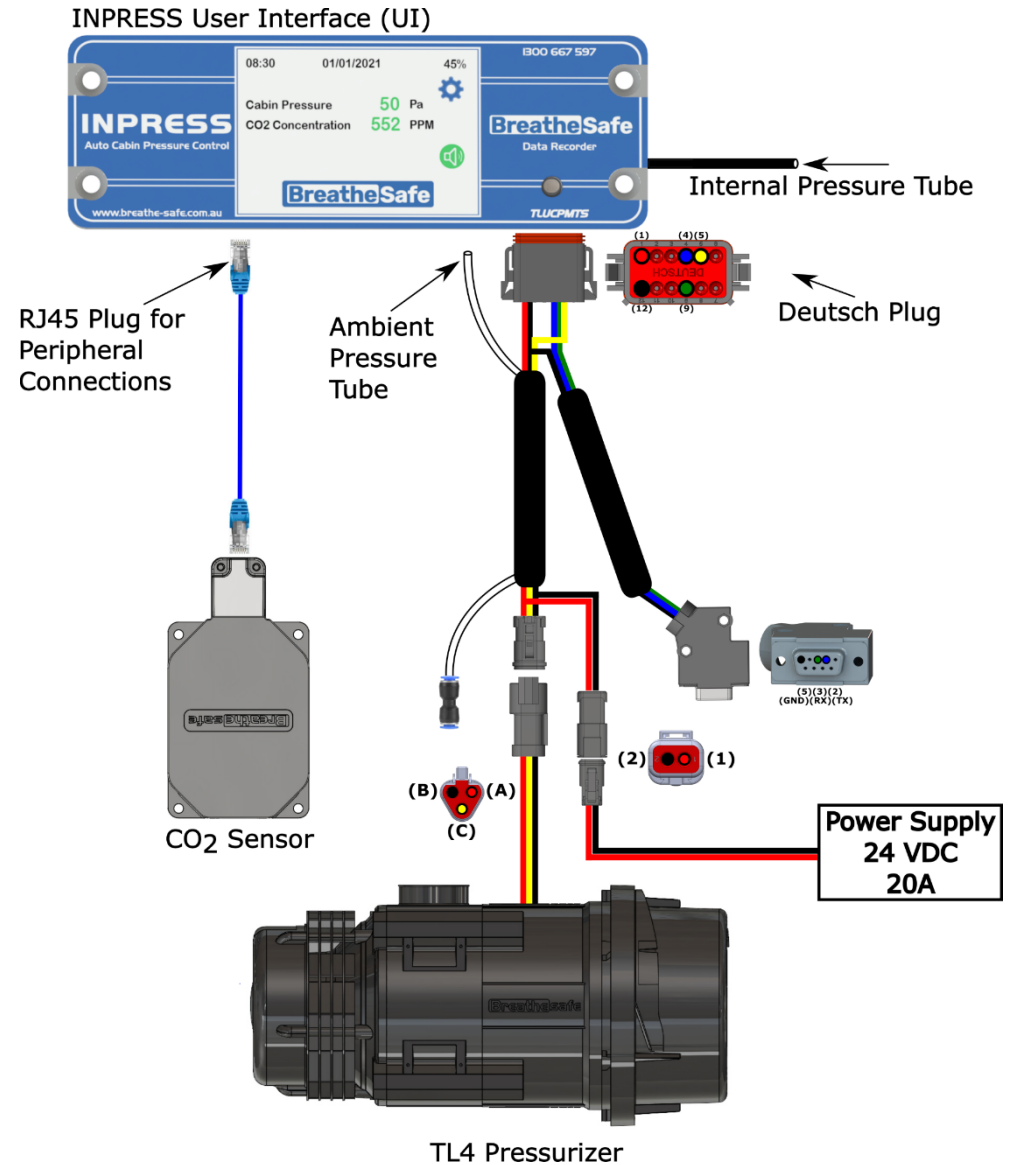 INPRESS User Interface (UI)
1300 667 597
08:30 01/01/2021 45%
Cabin Pressure 50 Pa
CO2 Concentration 552 PPM
INPRESS
Auto Cabin Pressure Control
BreatheSafe
Data Recorder
BreatheSafe
www.breathe-safe.com.au
TLUCPMTS
Internal Pressure Tube
(1) (4) (5)
DEUTSCH
(12) (9)
Deutsch Plug
RJ45 Plug for
Peripheral
Connections
Ambient
Pressure
Tube
(5)(3)(2)
(GND)(RX)(TX)
Breathesafe
CO2 Sensor
(2) (1)
(B) (A)
(C)
Power Supply
24 VDC
20A
Breathesafe
TL4 Pressurizer